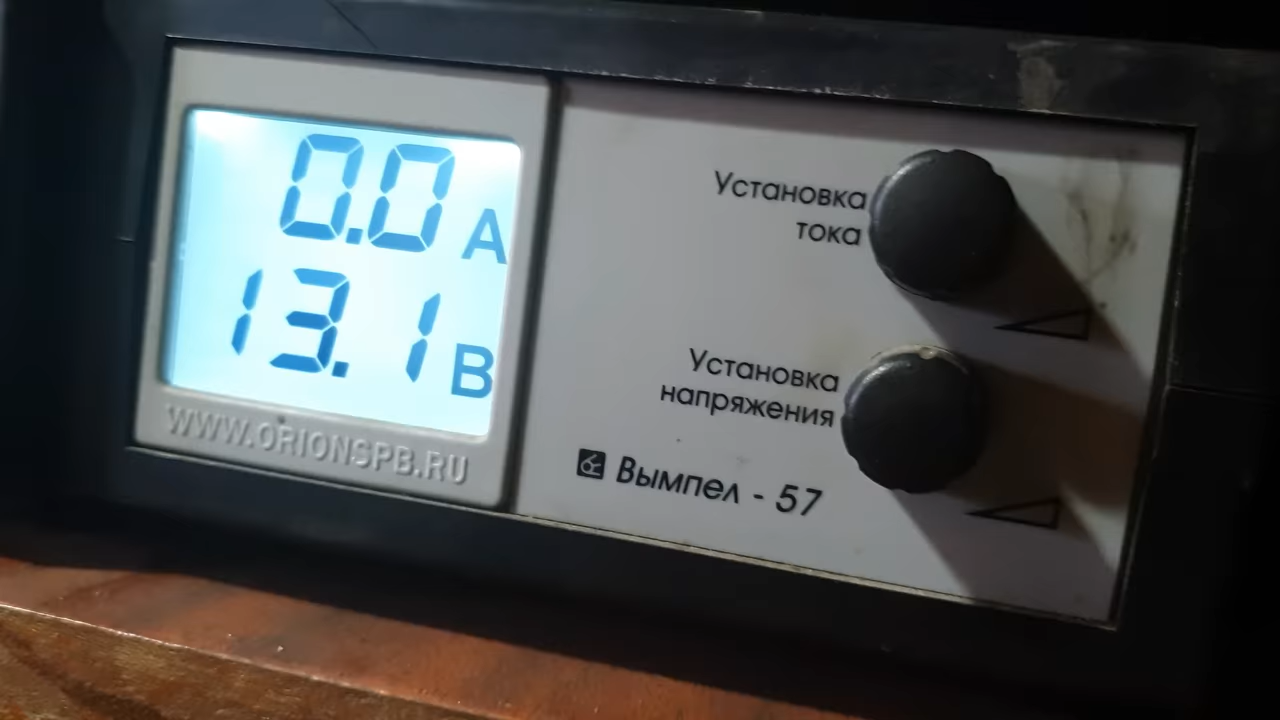 0.0 А
13.1 В
WWW.ORIONSPB.RU
Установка
тока
Установка
напряжения
Вымпел - 57